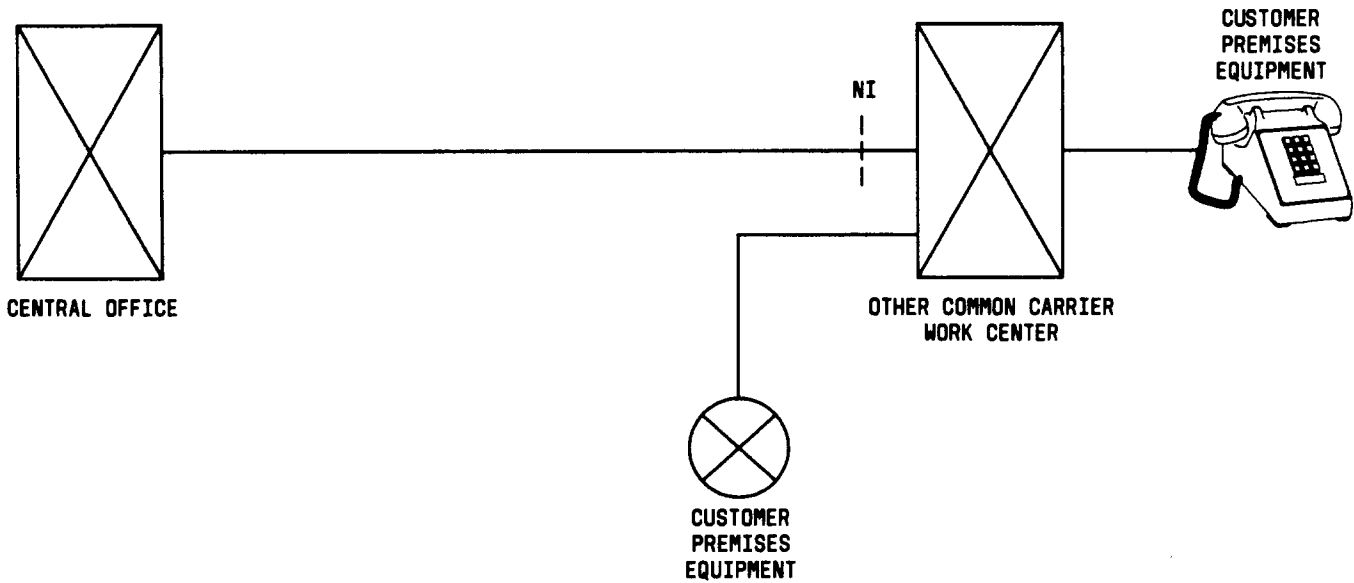 CUSTOMER
PREMISES
EQUIPMENT
NI
CENTRAL OFFICE
OTHER COMMON CARRIER
WORK CENTER
CUSTOMER
PREMISES
EQUIPMENT